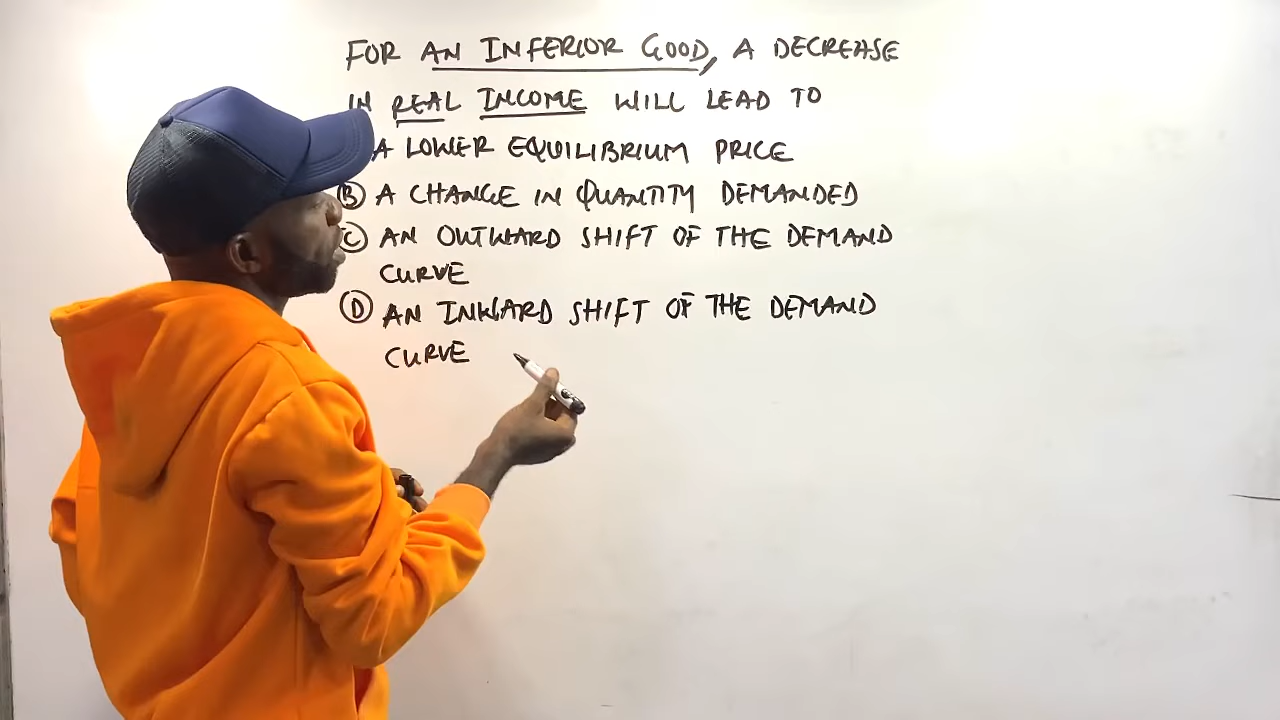 FOR AN INFERIOR GOOD, A DECREASE
IN REAL INCOME WILL LEAD TO
A LOWER EQUILIBRIUM PRICE
B A CHANGE IN QUANTITY DEMANDED
C AN OUTWARD SHIFT OF THE DEMAND
CURVE
D AN INWARD SHIFT OF THE DEMAND
CURVE